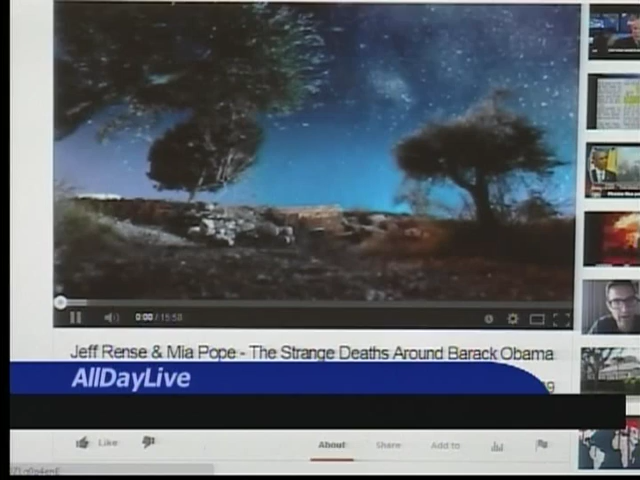 0:00 / 15:58
Jeff Rense & Mia Pope - The Strange Deaths Around Barack Obama
AllDayLive
Like
About
Share
Add to